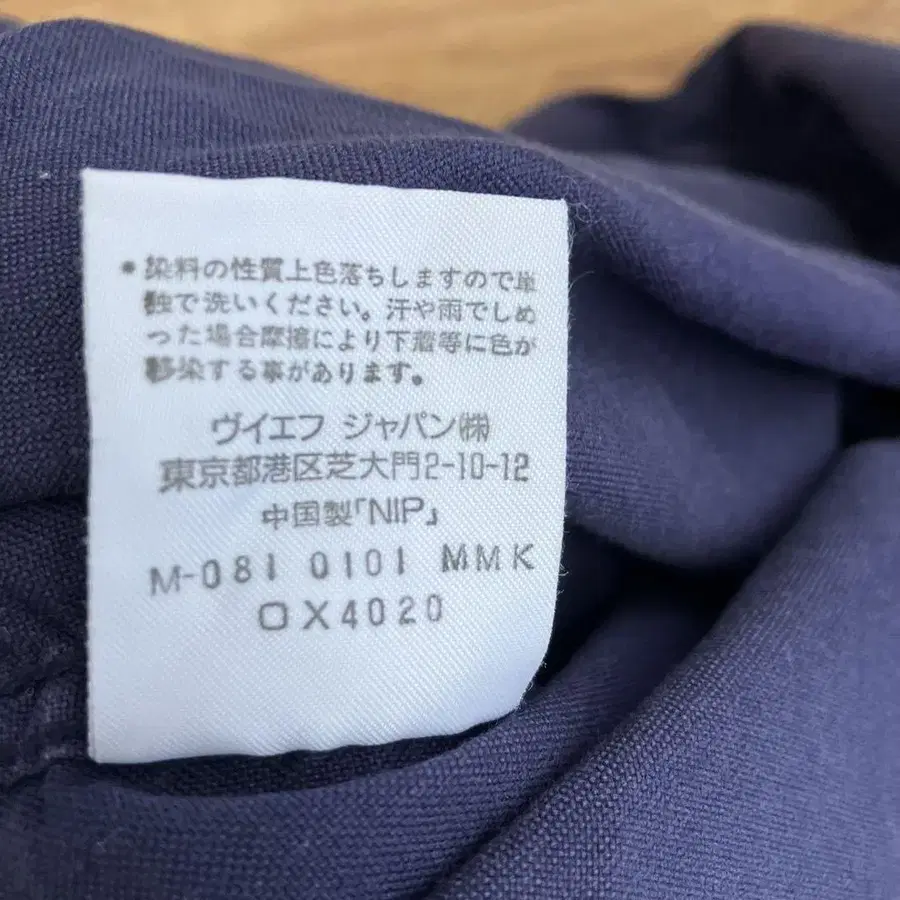 • 染料の性質上色落ちしますので単
独で洗いください。汗や雨でしめ
った場合摩擦により下着等に色が
移染する事があります。
ヴイエフ ジャパン㈱
東京都港区芝大門2-10-12
中国製「NIP」
M-081 0101 MMK
OX4020